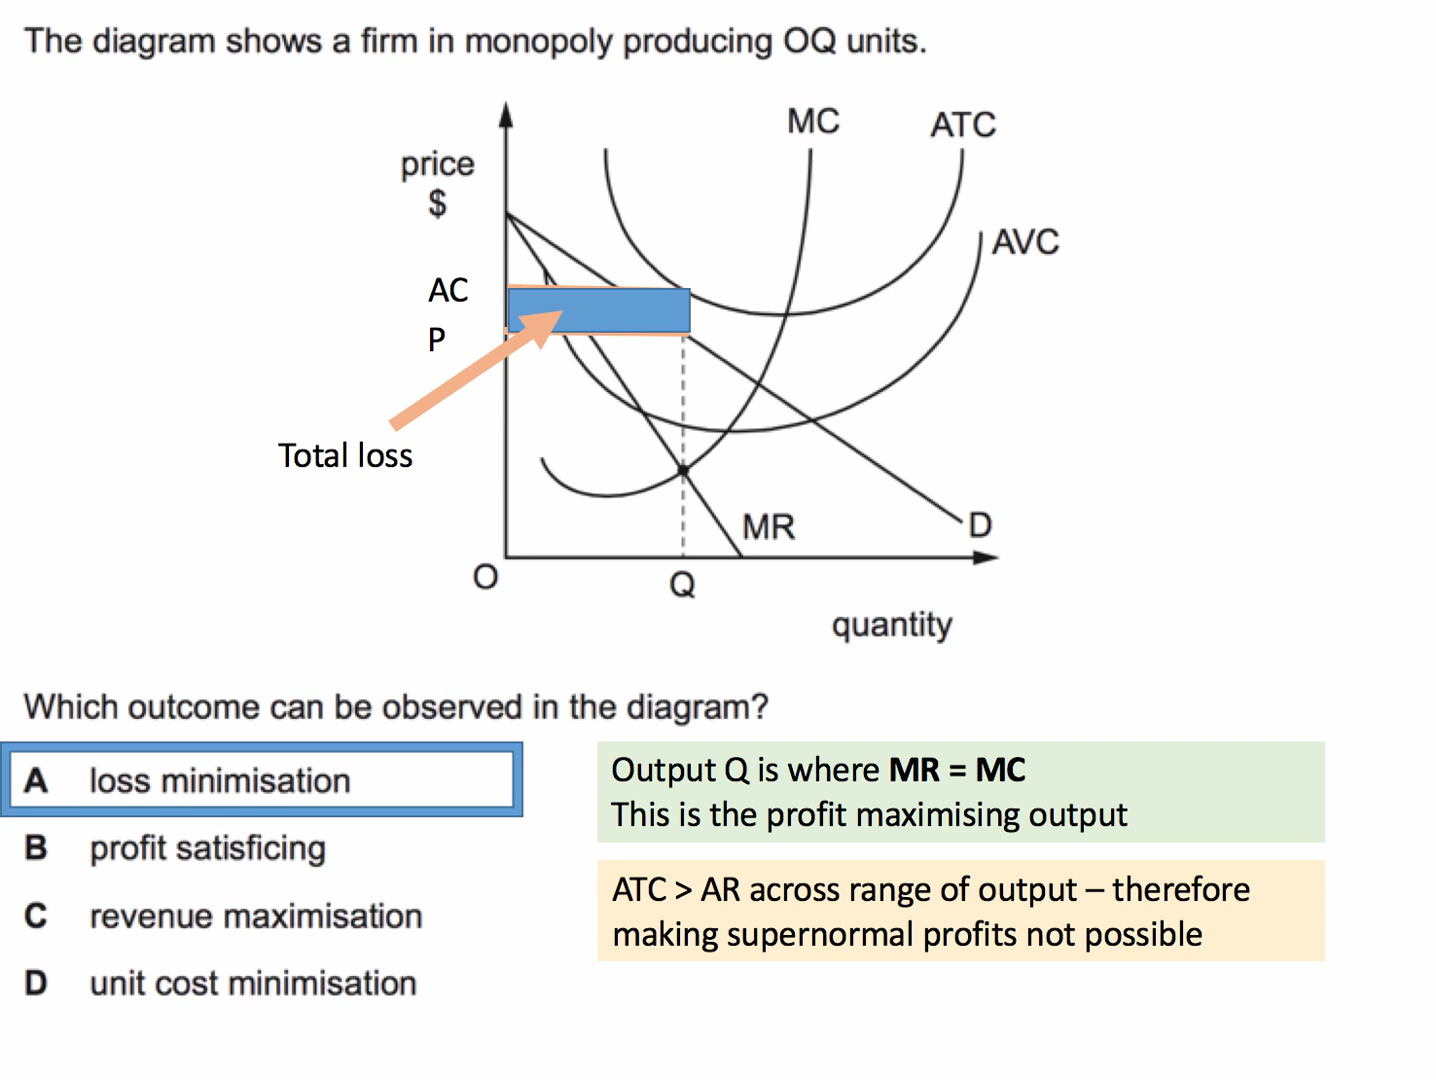 The diagram shows a firm in monopoly producing OQ units.
MC
ATC
price
$
AVC
AC
P
Total loss
MR
D
O
Q
quantity
Which outcome can be observed in the diagram?
A loss minimisation
B profit satisficing
C revenue maximisation
D unit cost minimisation
Output Q is where MR = MC
This is the profit maximising output
ATC > AR across range of output – therefore
making supernormal profits not possible